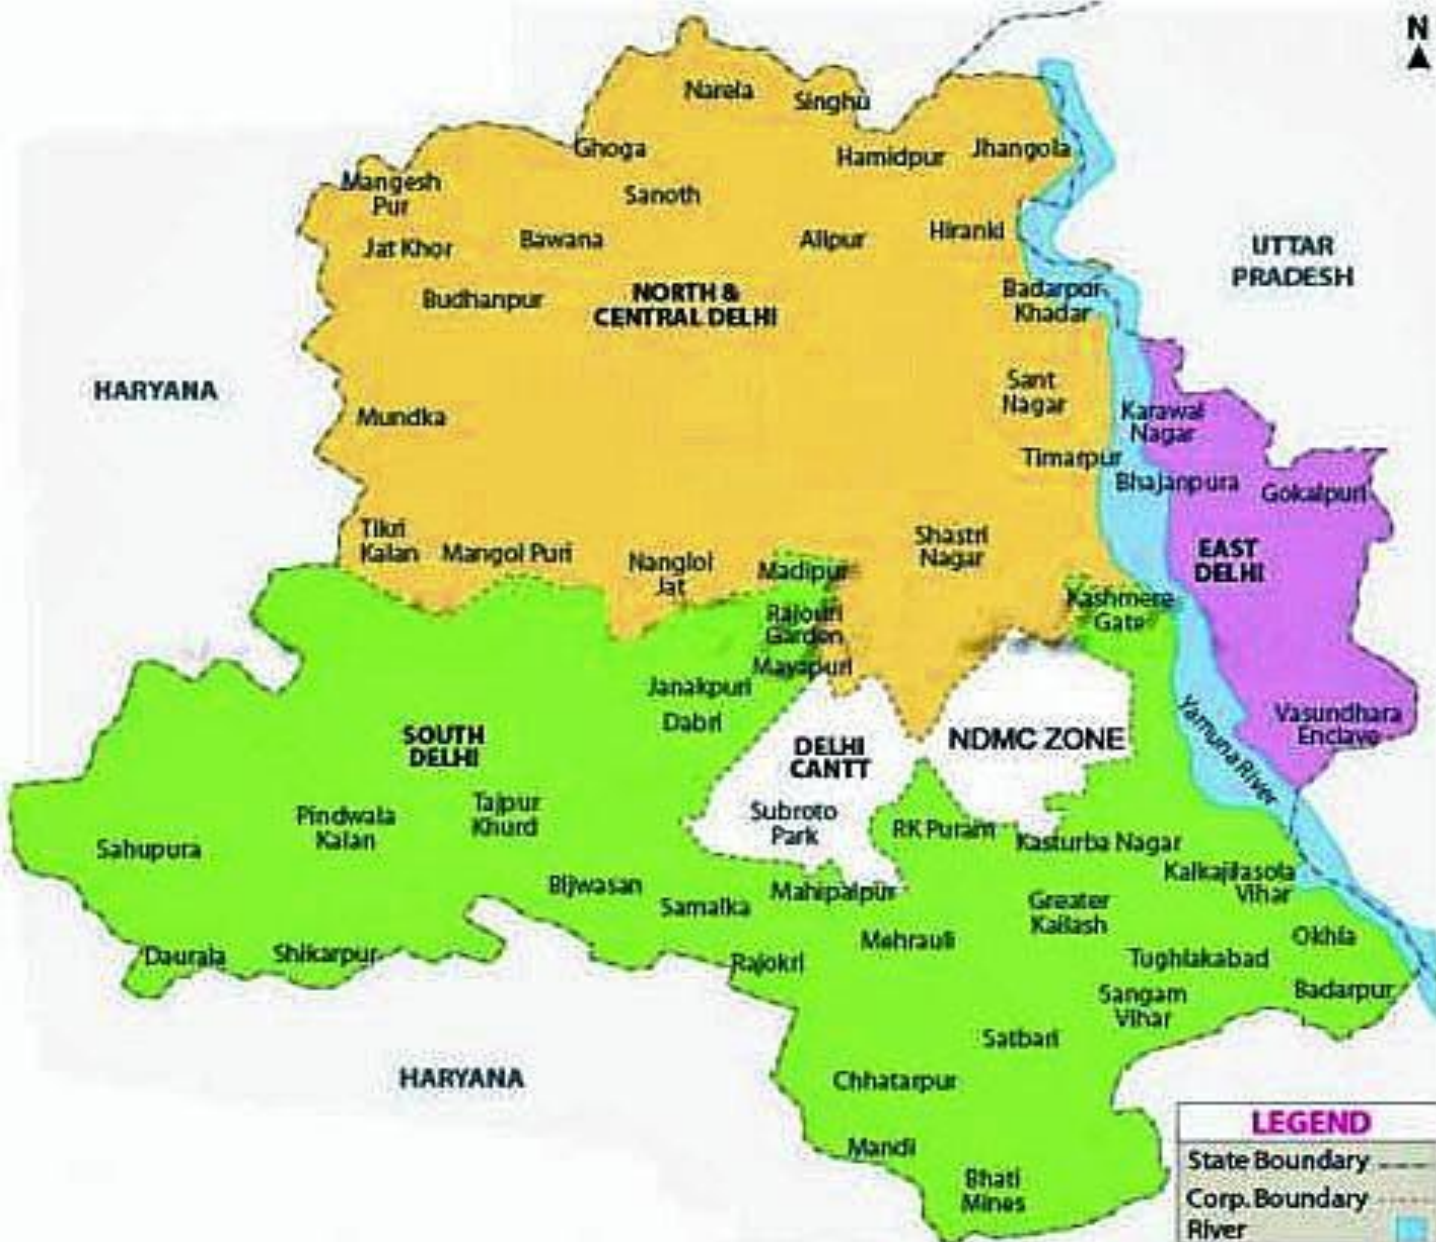 N
Narela
Singhu
Ghoga
Hamidpur
Jhangola
Mangesh
Pur
Sanoth
Jat Khor
Bawana
Alipur
Hiranki
UTTAR
PRADESH
Budhanpur
NORTH &
CENTRAL DELHI
Badarpor
Khadar
HARYANA
Mundka
Sant
Nagar
Karawal
Nagar
Timarpur
Bhajanpura
Gokalpuri
Tikri
Kalan
Mangol Puri
Nangloi
Jat
Madipur
Shastri
Nagar
EAST
DELHI
Rajouri
Garden
Kashmere
Gate
Mayapuri
Janakpuri
Dabri
SOUTH
DELHI
DELHI
CANTT
NDMC ZONE
Yamuna River
Vasundhara
Enclave
Sahupura
Pindwala
Kalan
Tajpur
Khurd
Subroto
Park
RK Puram
Kasturba Nagar
Bijwasan
Samalka
Mahipalpur
Kalkajilasola
Vihar
Greater
Kailash
Daurala
Shikarpur
Rajokri
Mehrauli
Okhla
Tughlakabad
Sangam
Vihar
Badarpur
Satbari
HARYANA
Chhatarpur
Mandi
Bhati
Mines
LEGEND
State Boundary
Corp. Boundary
River